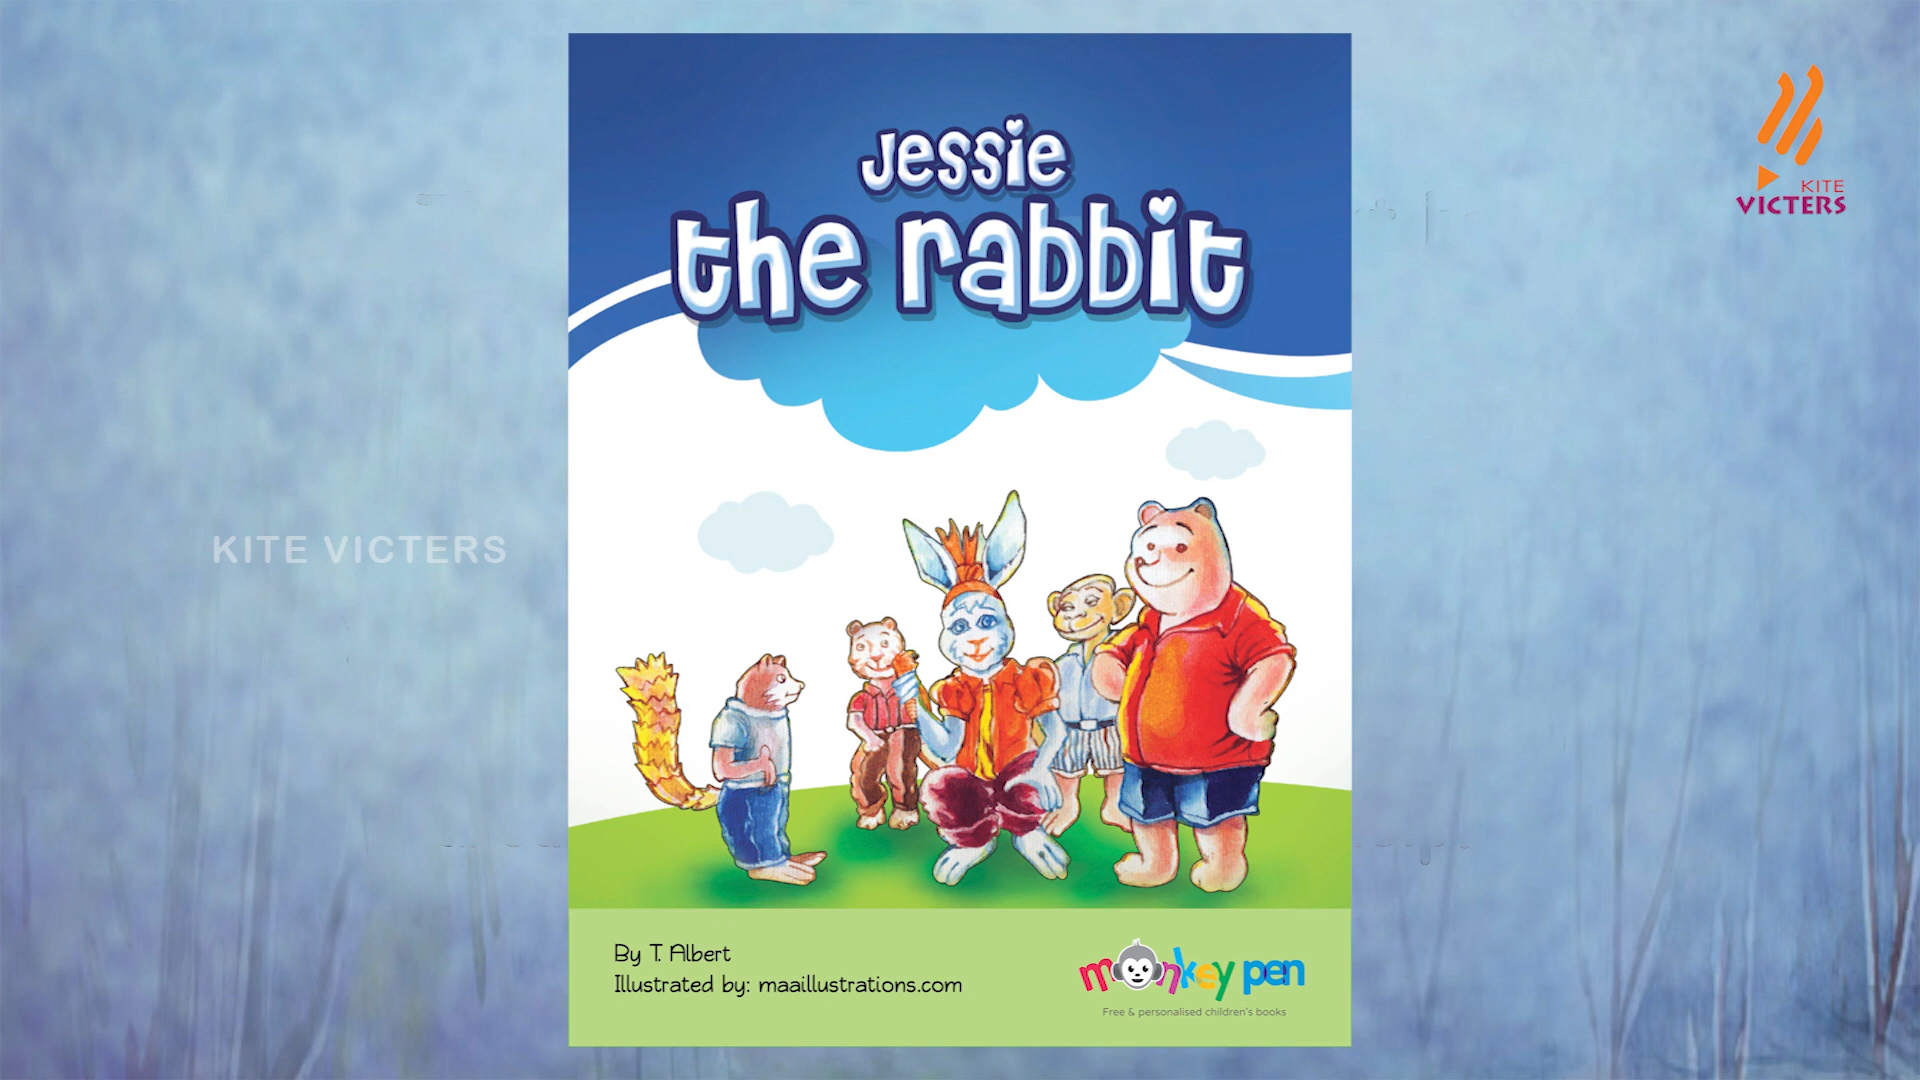 Jessie
the rabbit
KITE
VICTERS
KITE VICTERS
By T. Albert
Illustrated by: maaillustrations.com
monkey pen
Free & personalised children's books